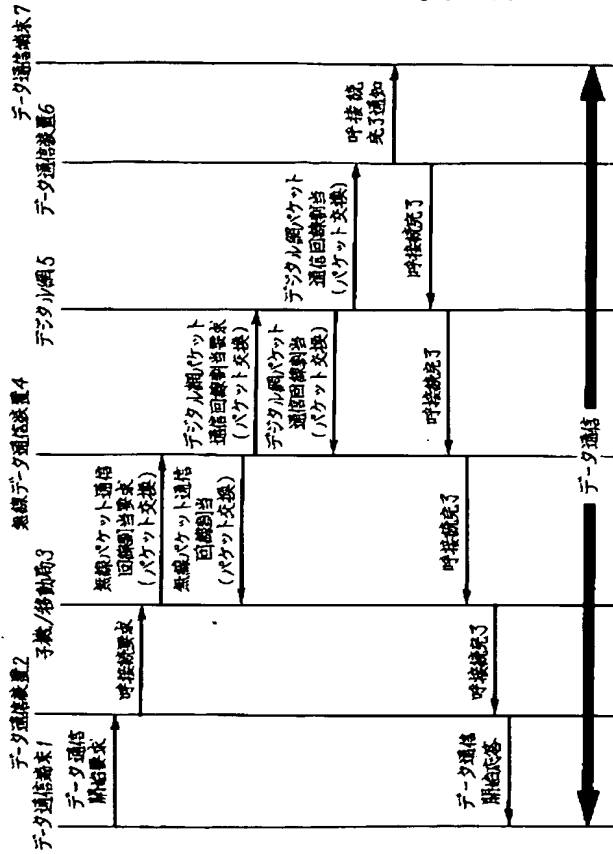 データ通信端末1
データ通信装置2
子機/移動局3
無線データ通信装置4
デジタル網5
データ通信装置6
データ通信端末7
データ通信
開始要求
呼接続要求
無線パケット通信
回線割当要求
(パケット交換)
無線パケット通信
回線割当
(パケット交換)
デジタル網パケット
通信回線割当要求
(パケット交換)
デジタル網パケット
通信回線割当
(パケット交換)
デジタル網パケット
通信回線割当
(パケット交換)
呼接続
完了通知
呼接続完了
呼接続完了
呼接続完了
呼接続完了
データ通信
開始応答
データ通信